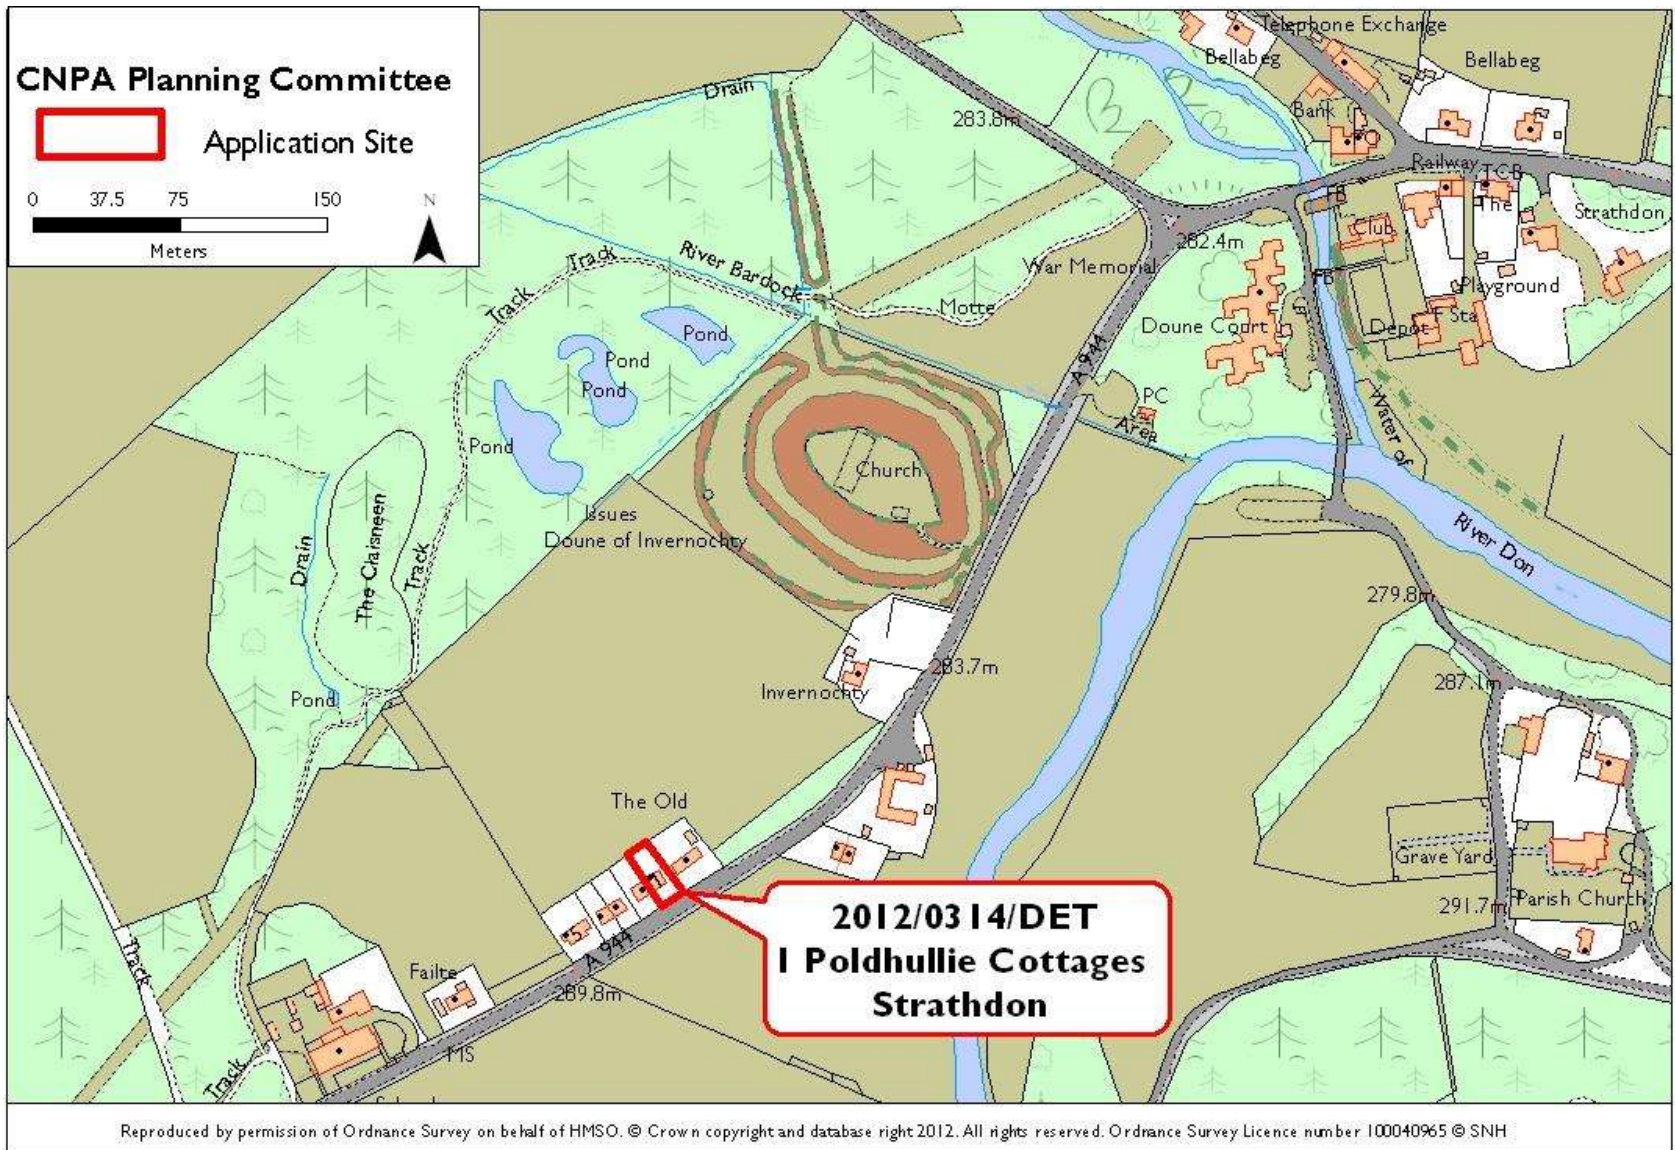 CNPA Planning Committee
Application Site
0 37.5 75 150
Meters
N
Drain
283.8m
Telephone Exchange
Bellabeg
Bellabeg
Bank
Railway
TCB
The
Strathdon
FB
Club
282.4m
War Memorial
FB
Playground
Track
River Bardock
Track
Motte
Doune Court
Depot
F Sta
Pond
Pond
Pond
A 944
PC
Area
Water of
Pond
Church
Issues
Doune of Invernochty
River Don
Drain
The Claisneen
Track
279.8m
283.7m
287.1m
Invernochty
Pond
The Old
Grave Yard
Parish Church
291.7m
2012/0314/DET
1 Poldhullie Cottages
Strathdon
1
5
A 944
Failte
289.8m
Track
MS
Track
Reproduced by permission of Ordnance Survey on behalf of HMSO. © Crown copyright and database right 2012. All rights reserved. Ordnance Survey Licence number 100040965 © SNH